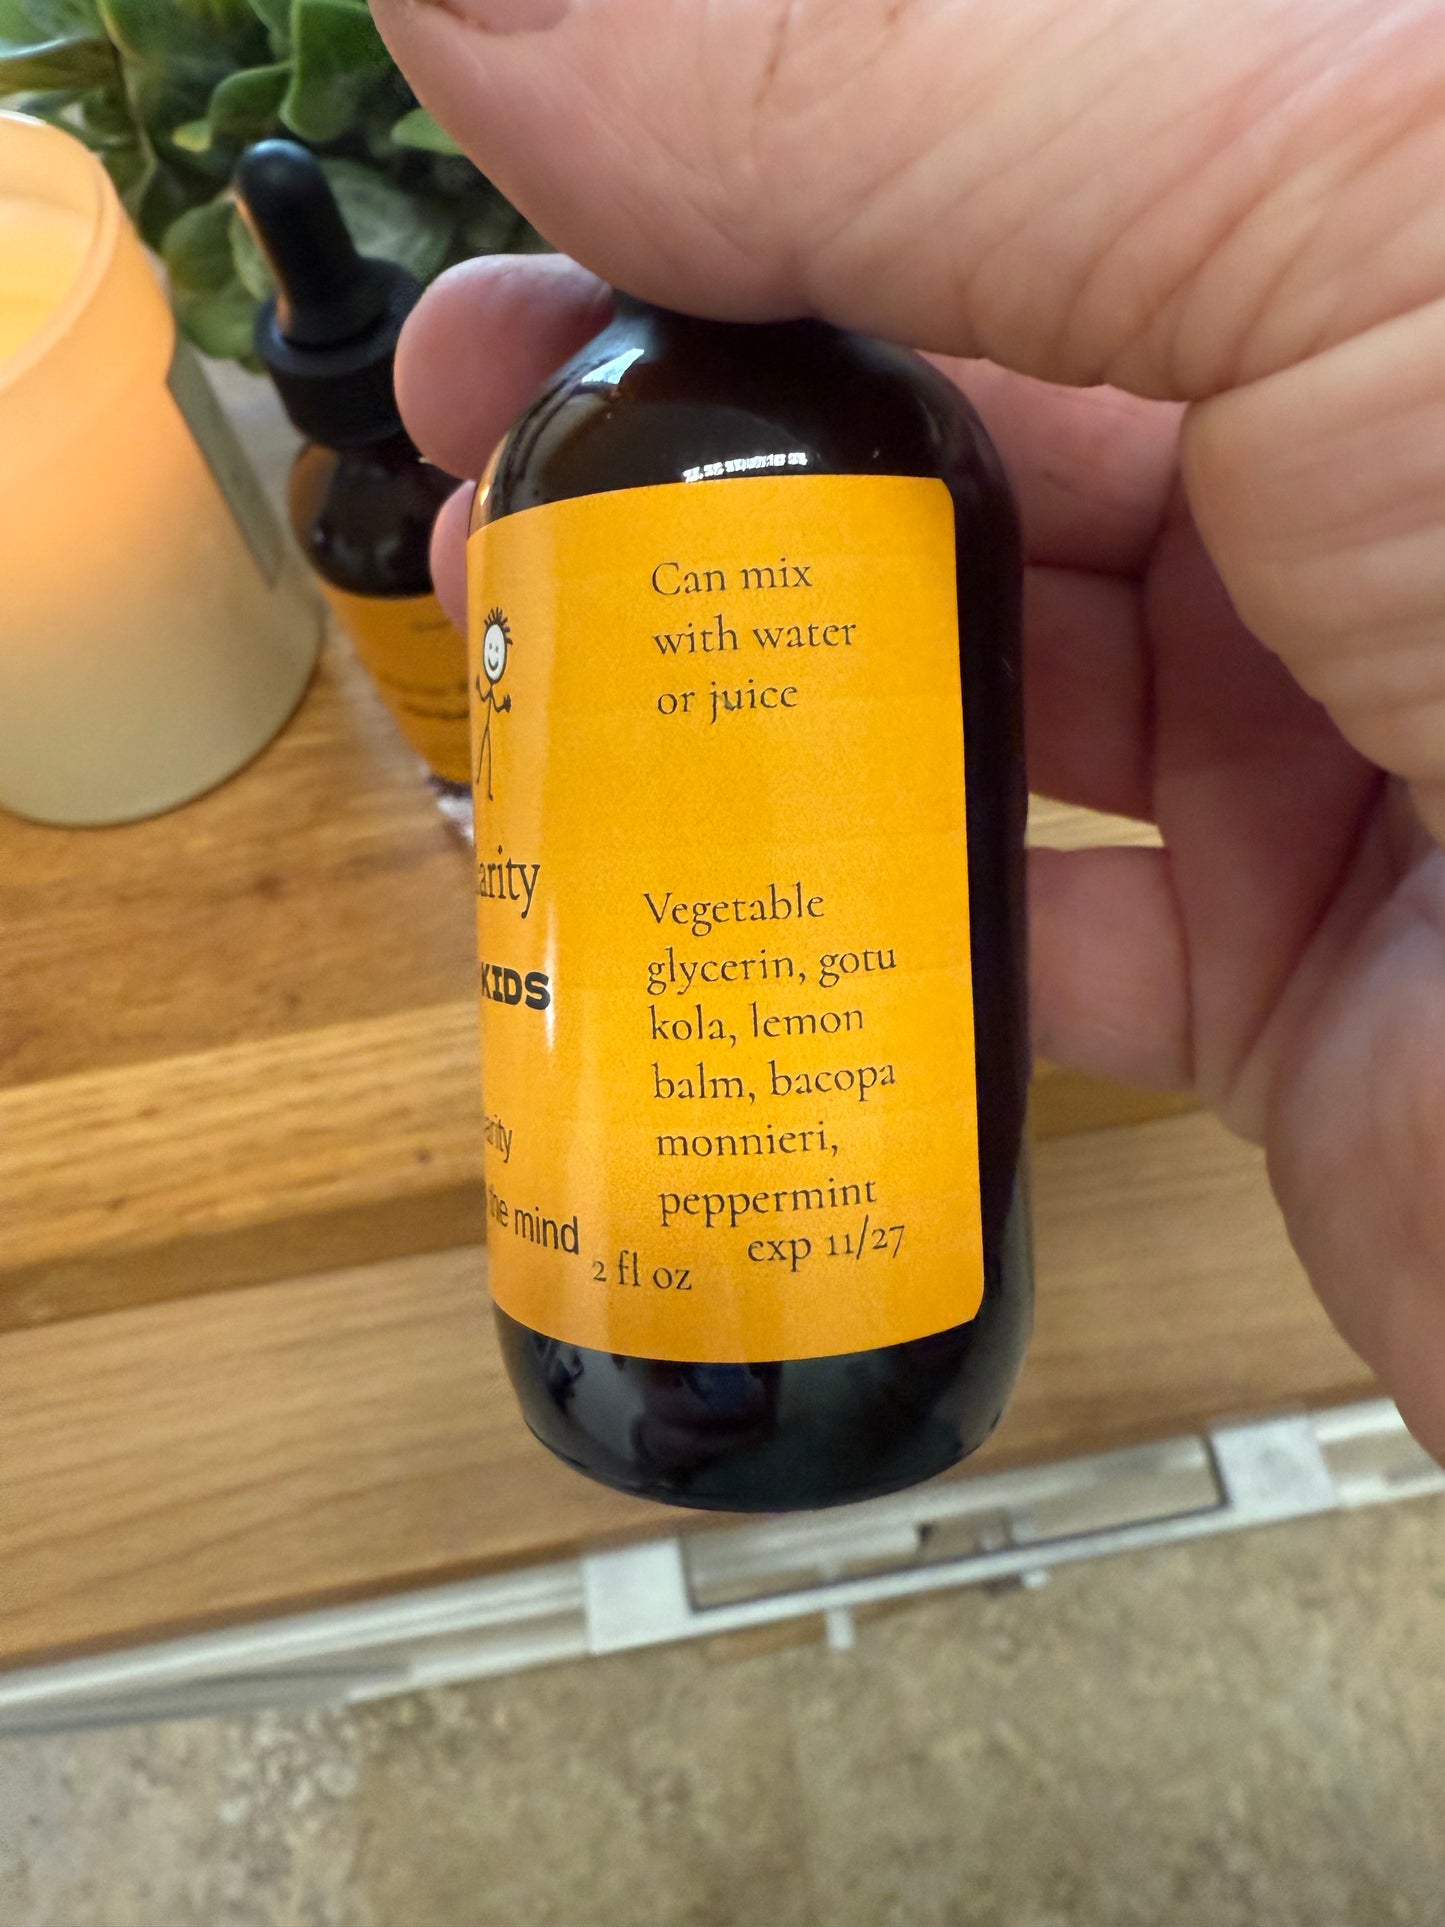 Can mix
with water
or juice
arity
KIDS
arity
the mind
Vegetable
glycerin, gotu
kola, lemon
balm, bacopa
monnieri,
peppermint
exp 11/27
2 fl oz